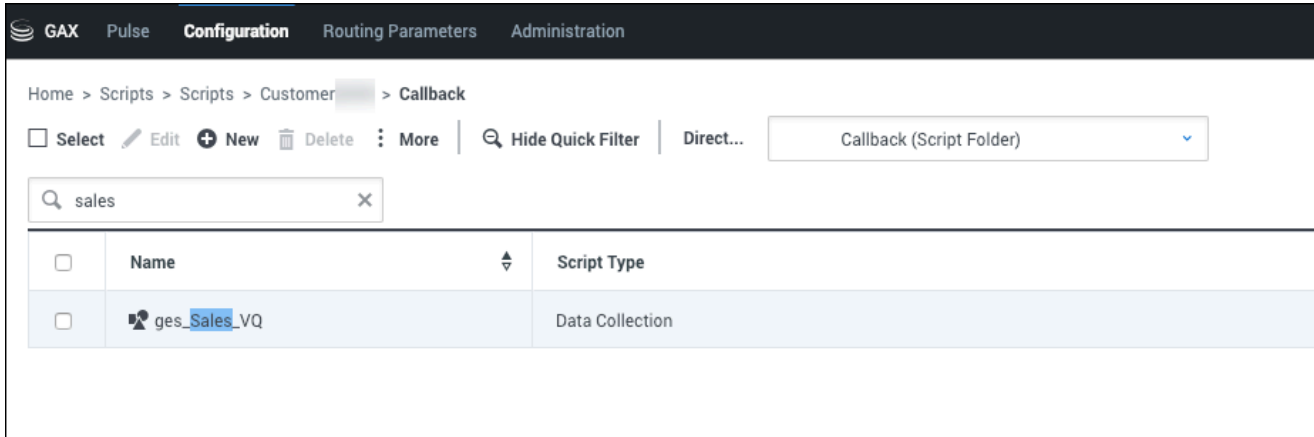 GAX Pulse Configuration Routing Parameters Administration
Home > Scripts > Scripts > Customer > Callback
Select Edit New Delete More Hide Quick Filter Direct... Callback (Script Folder)
sales
Name Script Type
ges_Sales_VQ Data Collection